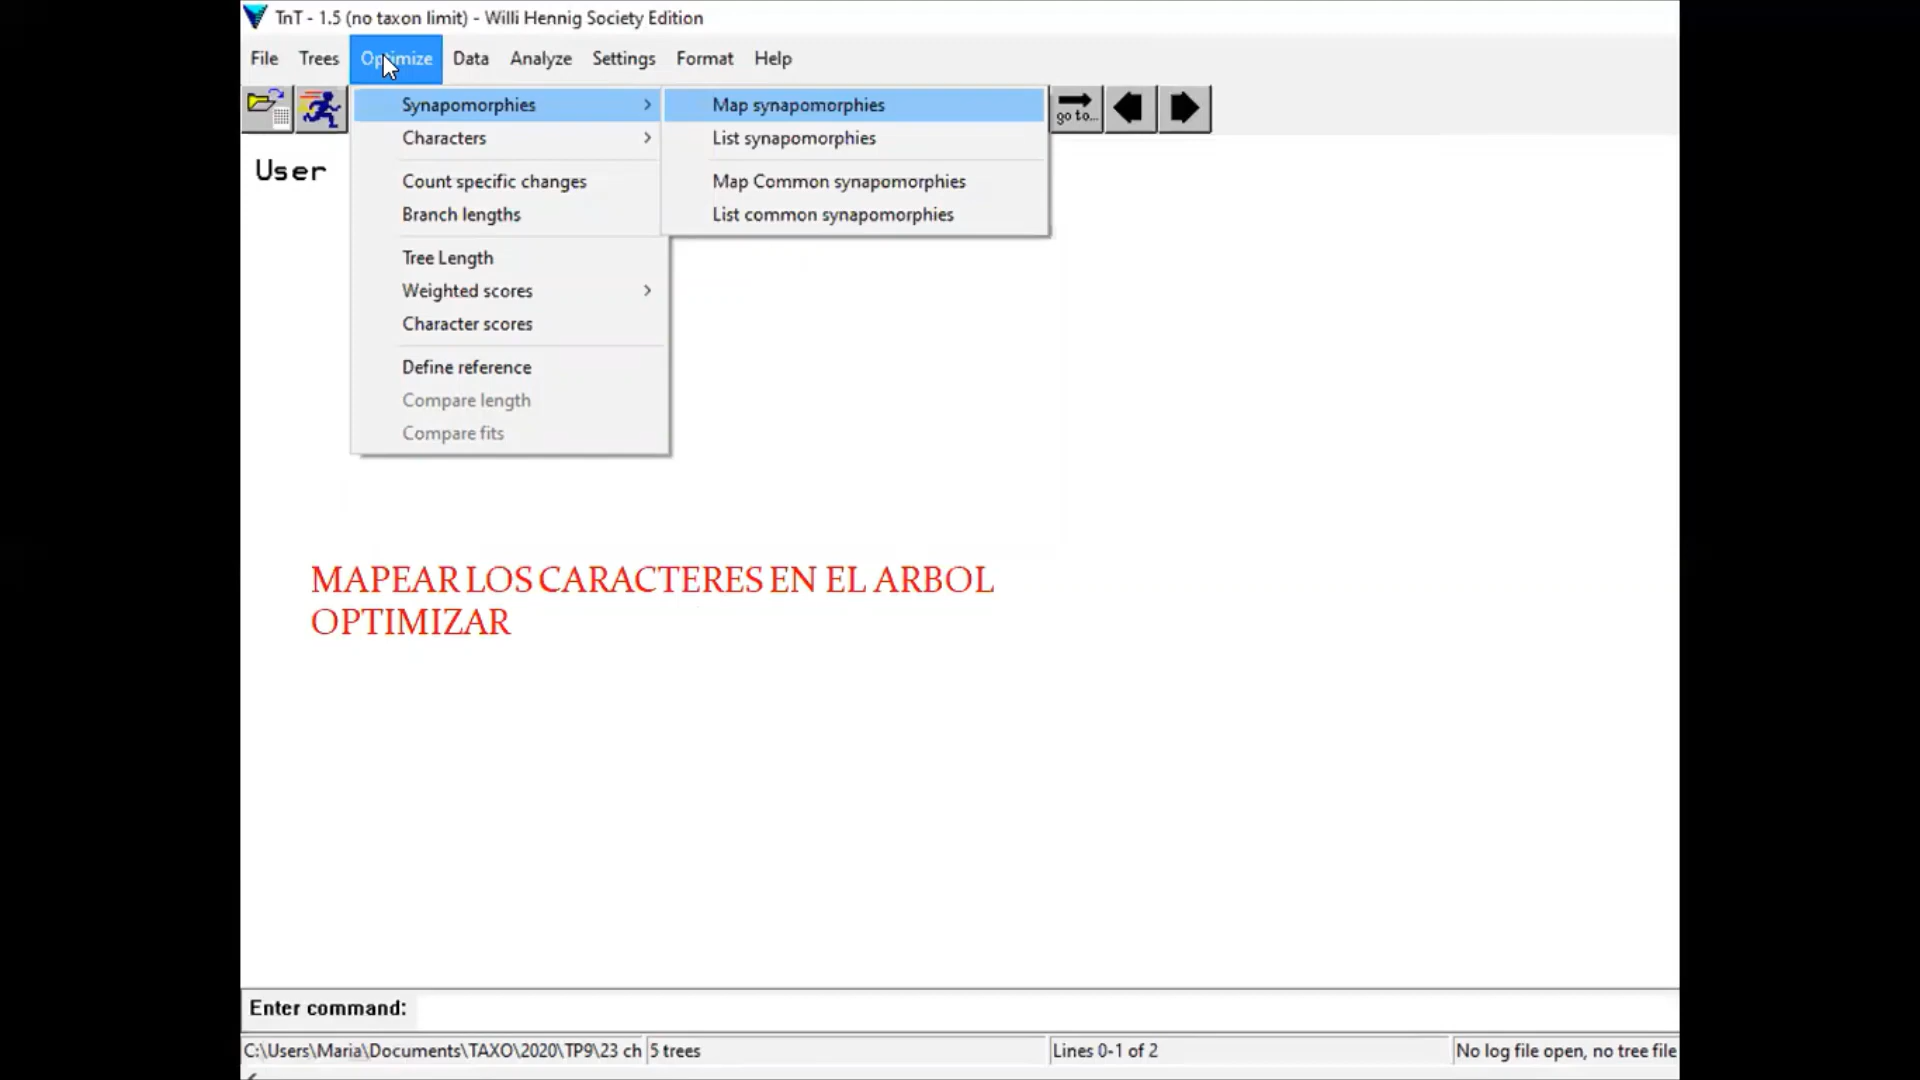 TnT - 1.5 (no taxon limit) - Willi Hennig Society Edition
File Trees Optimize Data Analyze Settings Format Help
Synapomorphies
Characters
Count specific changes
Branch lengths
Tree Length
Weighted scores
Character scores
Define reference
Compare length
Compare fits
Map synapomorphies
List synapomorphies
Map Common synapomorphies
List common synapomorphies
go to...
User
MAPEAR LOS CARACTERES EN EL ARBOL
OPTIMIZAR
Enter command:
C:\Users\Maria\Documents\TAXO\2020\TP9\23 ch 5 trees Lines 0-1 of 2 No log file open, no tree file